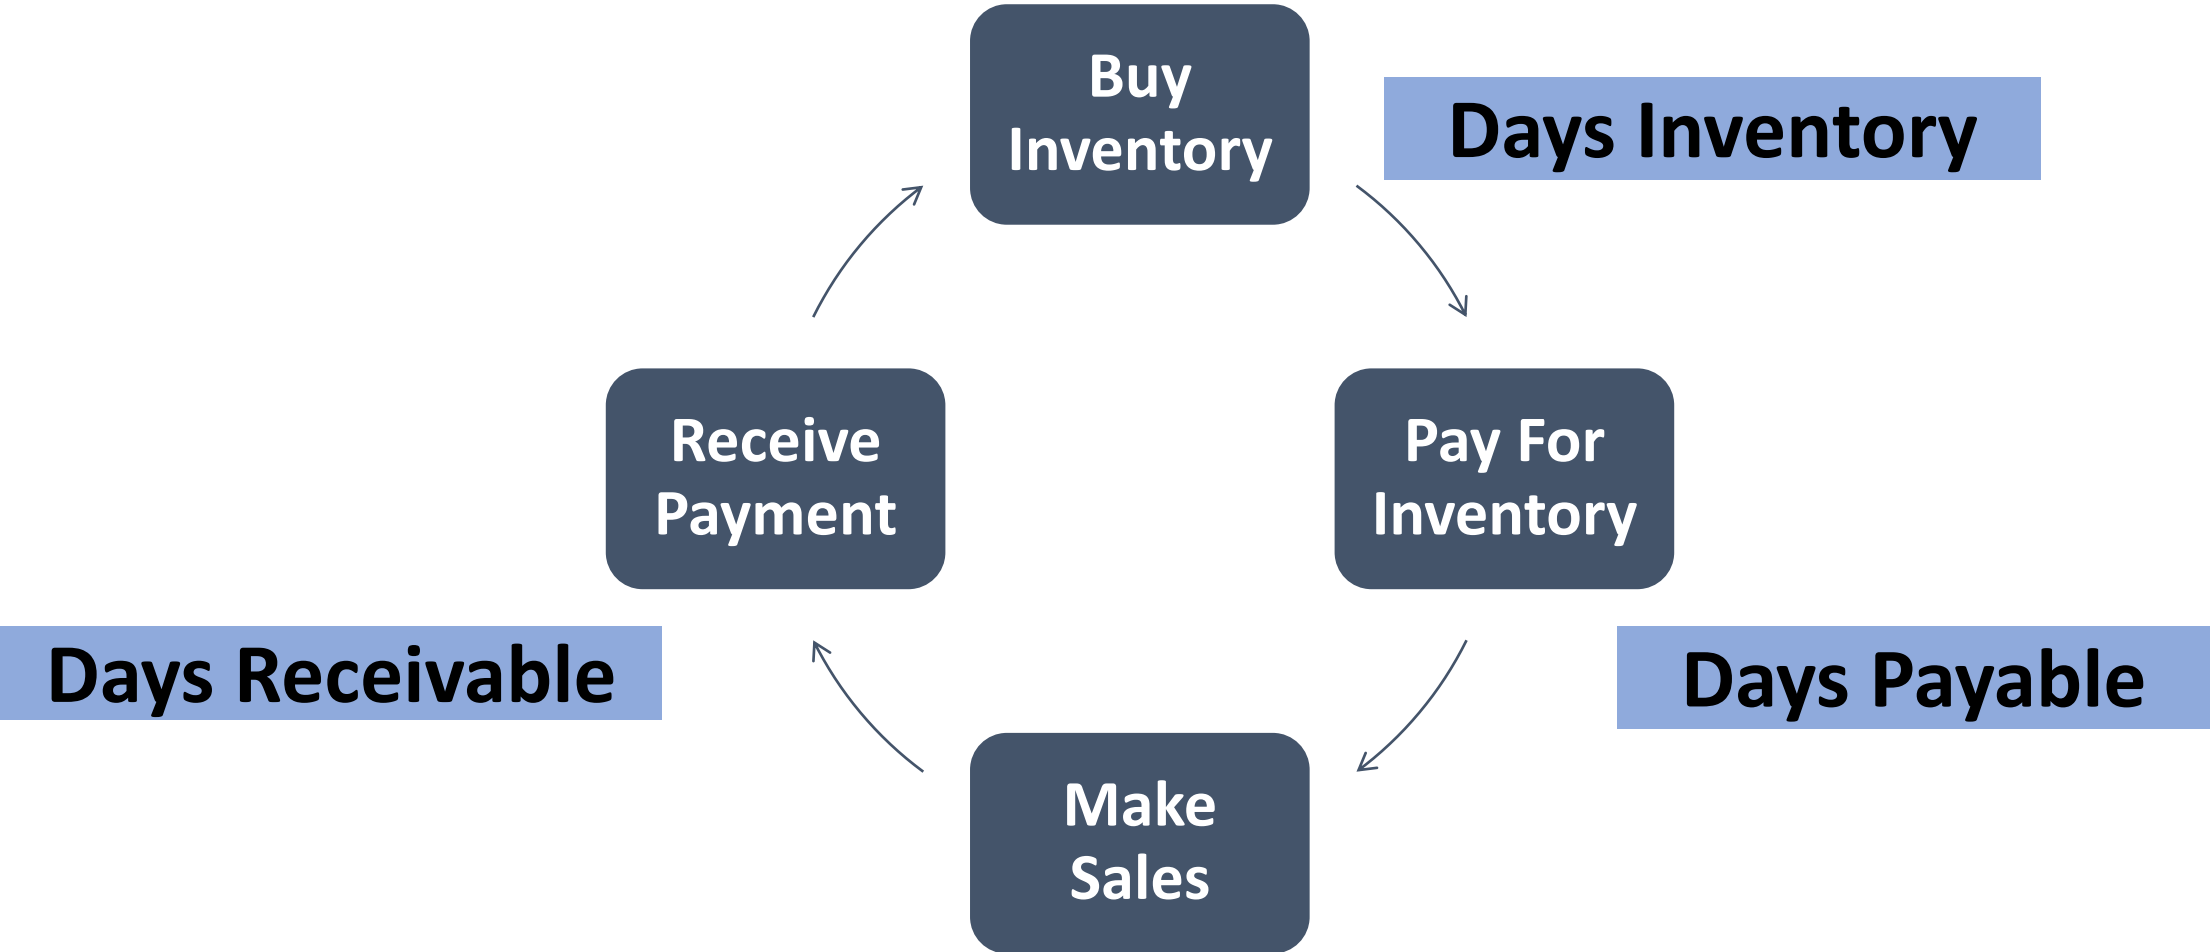 Buy
Inventory
Days Inventory
Pay For
Inventory
Days Payable
Make
Sales
Days Receivable
Receive
Payment